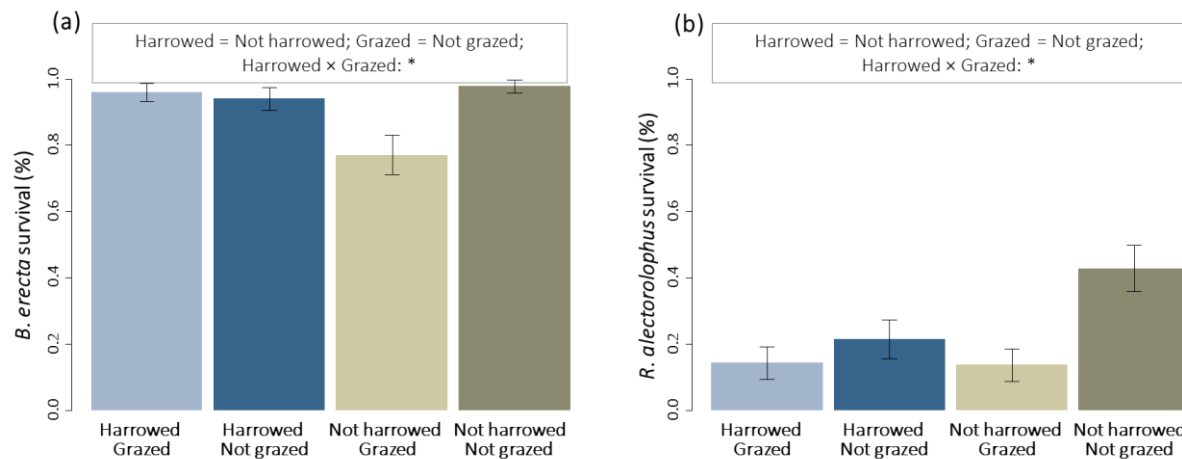 (a)
Harrowed = Not harrowed; Grazed = Not grazed;
Harrowed × Grazed: *
B. erecta survival (%)
1.0
0.8
0.6
0.4
0.2
0.0
Harrowed
Grazed
Harrowed
Not grazed
Not harrowed
Grazed
Not harrowed
Not grazed
(b)
Harrowed = Not harrowed; Grazed = Not grazed;
Harrowed × Grazed: *
R. alectorolophus survival (%)
1.0
0.8
0.6
0.4
0.2
0.0
Harrowed
Grazed
Harrowed
Not grazed
Not harrowed
Grazed
Not harrowed
Not grazed